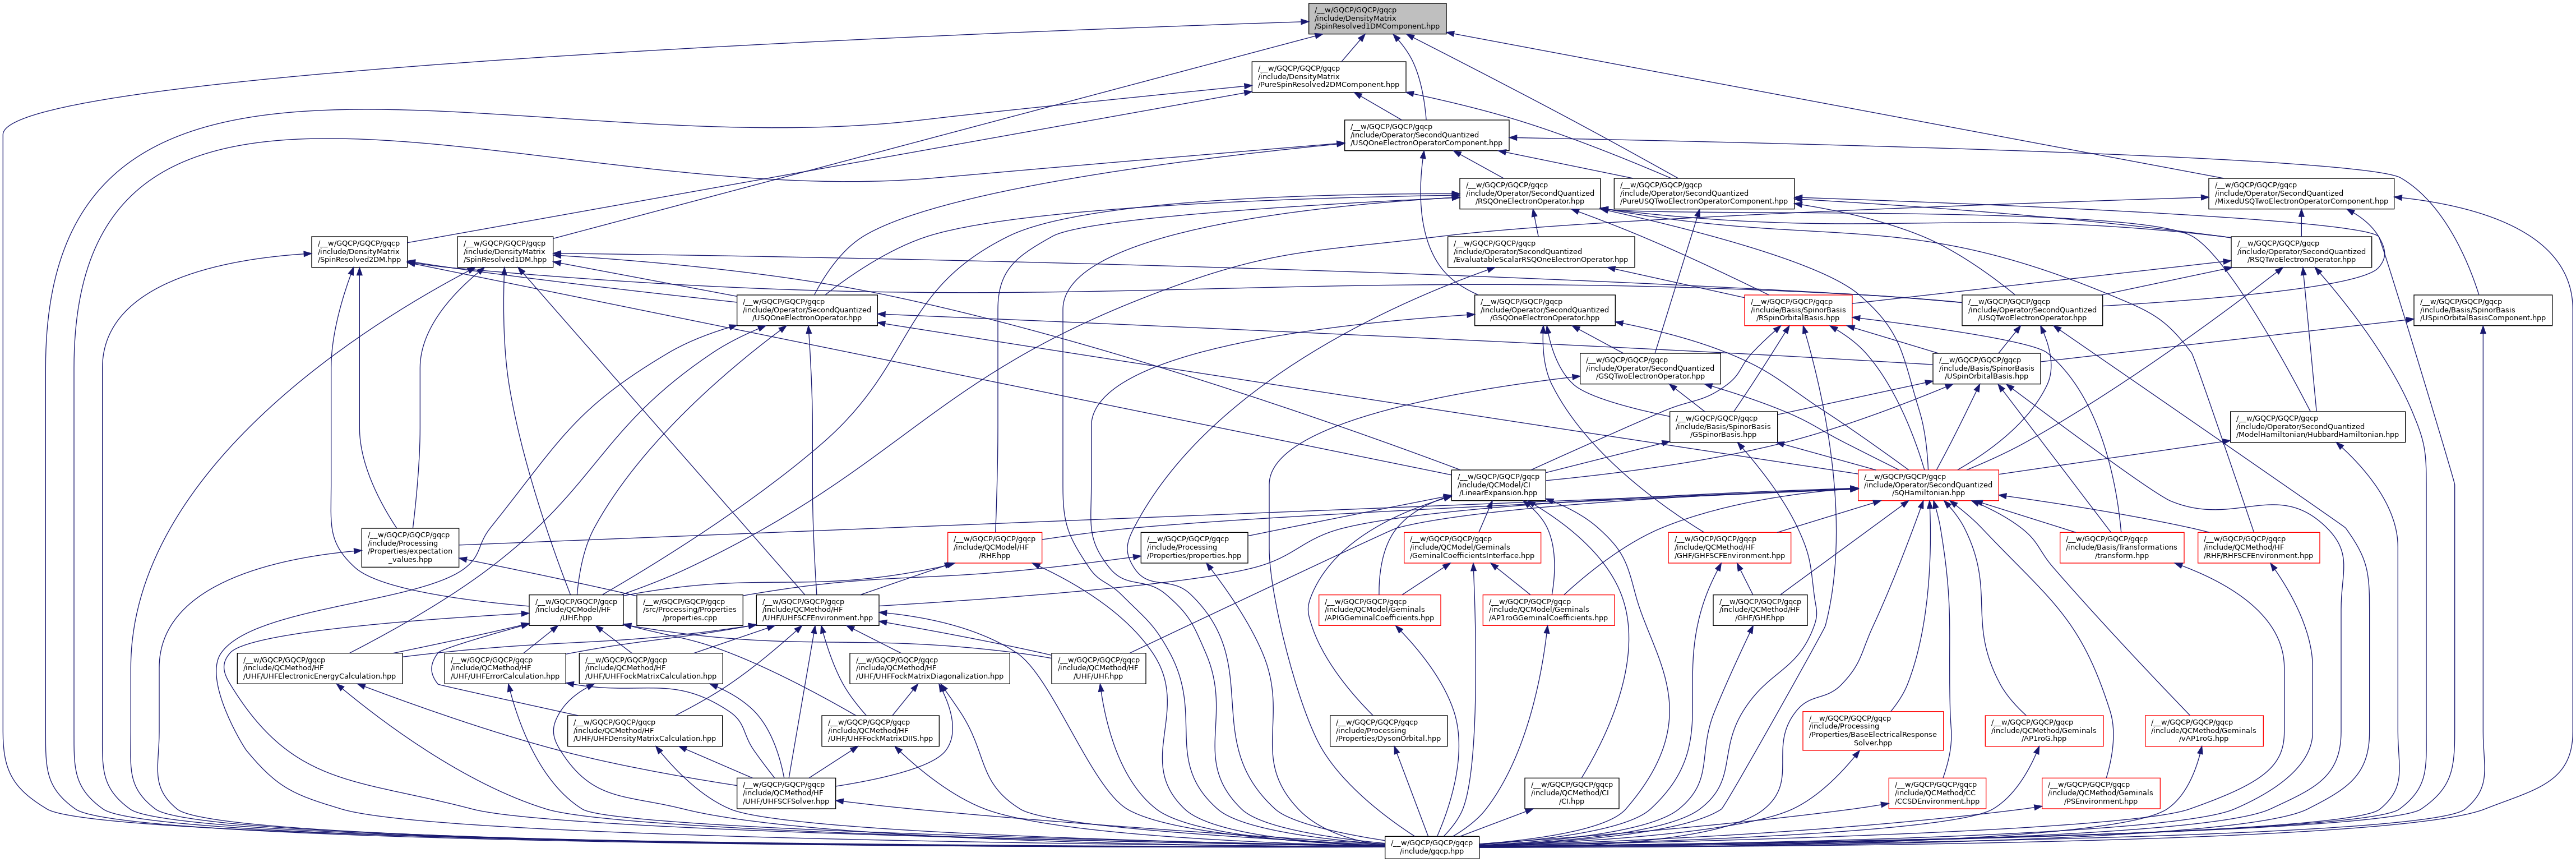 /__w/GQCP/GQCP/gqcp
/include/DensityMatrix
/SpinResolved1DMComponent.hpp
/__w/GQCP/GQCP/gqcp
/include/DensityMatrix
/PureSpinResolved2DMComponent.hpp
/__w/GQCP/GQCP/gqcp
/include/Operator/SecondQuantized
/USQOneElectronOperatorComponent.hpp
/__w/GQCP/GQCP/gqcp
/include/Operator/SecondQuantized
/RSQOneElectronOperator.hpp
/__w/GQCP/GQCP/gqcp
/include/Operator/SecondQuantized
/PureUSQTwoElectronOperatorComponent.hpp
/__w/GQCP/GQCP/gqcp
/include/Operator/SecondQuantized
/MixedUSQTwoElectronOperatorComponent.hpp
/__w/GQCP/GQCP/gqcp
/include/DensityMatrix
/SpinResolved2DM.hpp
/__w/GQCP/GQCP/gqcp
/include/DensityMatrix
/SpinResolved1DM.hpp
/__w/GQCP/GQCP/gqcp
/include/Operator/SecondQuantized
/EvaluatableScalarRSQOneElectronOperator.hpp
/__w/GQCP/GQCP/gqcp
/include/Operator/SecondQuantized
/RSQTwoElectronOperator.hpp
/__w/GQCP/GQCP/gqcp
/include/Operator/SecondQuantized
/USQOneElectronOperator.hpp
/__w/GQCP/GQCP/gqcp
/include/Operator/SecondQuantized
/GSQOneElectronOperator.hpp
/__w/GQCP/GQCP/gqcp
/include/Basis/SpinorBasis
/RSpinOrbitalBasis.hpp
/__w/GQCP/GQCP/gqcp
/include/Operator/SecondQuantized
/USQTwoElectronOperator.hpp
/__w/GQCP/GQCP/gqcp
/include/Basis/SpinorBasis
/USpinOrbitalBasisComponent.hpp
/__w/GQCP/GQCP/gqcp
/include/Operator/SecondQuantized
/GSQTwoElectronOperator.hpp
/__w/GQCP/GQCP/gqcp
/include/Basis/SpinorBasis
/USpinOrbitalBasis.hpp
/__w/GQCP/GQCP/gqcp
/include/Basis/SpinorBasis
/GSpinorBasis.hpp
/__w/GQCP/GQCP/gqcp
/include/Operator/SecondQuantized
/ModelHamiltonian/HubbardHamiltonian.hpp
/__w/GQCP/GQCP/gqcp
/include/QCModel/CI
/LinearExpansion.hpp
/__w/GQCP/GQCP/gqcp
/include/Operator/SecondQuantized
/SQHamiltonian.hpp
/__w/GQCP/GQCP/gqcp
/include/Processing
/Properties/expectation
_values.hpp
/__w/GQCP/GQCP/gqcp
/include/QCModel/HF
/RHF.hpp
/__w/GQCP/GQCP/gqcp
/include/Processing
/Properties/properties.hpp
/__w/GQCP/GQCP/gqcp
/include/QCModel/Geminals
/GeminalCoefficientsInterface.hpp
/__w/GQCP/GQCP/gqcp
/include/QCMethod/HF
/GHF/GHFSCFEnvironment.hpp
/__w/GQCP/GQCP/gqcp
/include/Basis/Transformations
/transform.hpp
/__w/GQCP/GQCP/gqcp
/include/QCMethod/HF
/RHF/RHFSCFEnvironment.hpp
/__w/GQCP/GQCP/gqcp
/include/QCModel/HF
/UHF.hpp
/__w/GQCP/GQCP/gqcp
/src/Processing/Properties
/properties.cpp
/__w/GQCP/GQCP/gqcp
/include/QCMethod/HF
/UHF/UHFSCFEnvironment.hpp
/__w/GQCP/GQCP/gqcp
/include/QCModel/Geminals
/APIGGeminalCoefficients.hpp
/__w/GQCP/GQCP/gqcp
/include/QCModel/Geminals
/AP1roGGeminalCoefficients.hpp
/__w/GQCP/GQCP/gqcp
/include/QCMethod/HF
/GHF/GHF.hpp
/__w/GQCP/GQCP/gqcp
/include/QCMethod/HF
/UHF/UHFElectronicEnergyCalculation.hpp
/__w/GQCP/GQCP/gqcp
/include/QCMethod/HF
/UHF/UHFErrorCalculation.hpp
/__w/GQCP/GQCP/gqcp
/include/QCMethod/HF
/UHF/UHFFockMatrixCalculation.hpp
/__w/GQCP/GQCP/gqcp
/include/QCMethod/HF
/UHF/UHFFockMatrixDiagonalization.hpp
/__w/GQCP/GQCP/gqcp
/include/QCMethod/HF
/UHF/UHF.hpp
/__w/GQCP/GQCP/gqcp
/include/QCMethod/HF
/UHF/UHFDensityMatrixCalculation.hpp
/__w/GQCP/GQCP/gqcp
/include/QCMethod/HF
/UHF/UHFFockMatrixDIIS.hpp
/__w/GQCP/GQCP/gqcp
/include/Processing
/Properties/DysonOrbital.hpp
/__w/GQCP/GQCP/gqcp
/include/Processing
/Properties/BaseElectricalResponse
Solver.hpp
/__w/GQCP/GQCP/gqcp
/include/QCMethod/Geminals
/AP1roG.hpp
/__w/GQCP/GQCP/gqcp
/include/QCMethod/Geminals
/vAP1roG.hpp
/__w/GQCP/GQCP/gqcp
/include/QCMethod/HF
/UHF/UHFSCFSolver.hpp
/__w/GQCP/GQCP/gqcp
/include/QCMethod/CI
/CI.hpp
/__w/GQCP/GQCP/gqcp
/include/QCMethod/CC
/CCSDEnvironment.hpp
/__w/GQCP/GQCP/gqcp
/include/QCMethod/Geminals
/PSEnvironment.hpp
/__w/GQCP/GQCP/gqcp
/include/gqcp.hpp